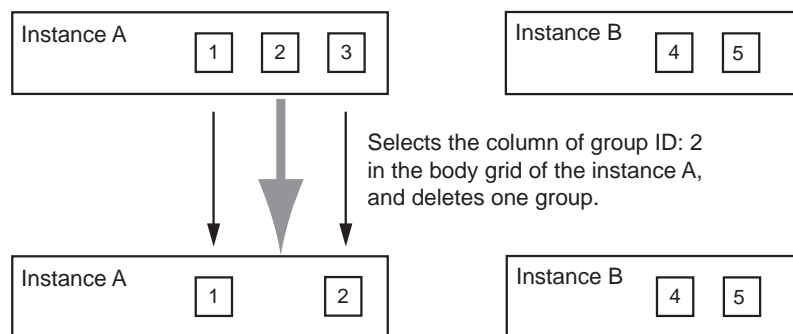 Instance A
1
2
3
Instance B
4
5
Selects the column of group ID: 2
in the body grid of the instance A,
and deletes one group.
Instance A
1
2
Instance B
4
5